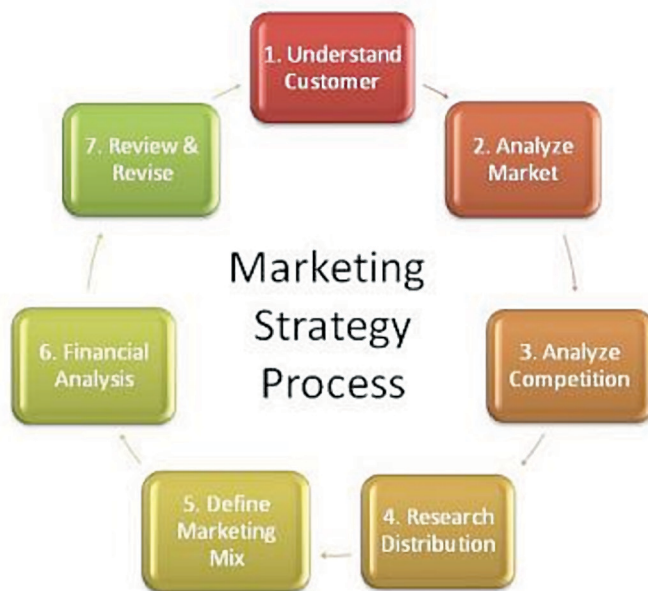 1. Understand
Customer
2. Analyze
Market
3. Analyze
Competition
4. Research
Distribution
5. Define
Marketing
Mix
6. Financial
Analysis
7. Review &
Revise
Marketing
Strategy
Process